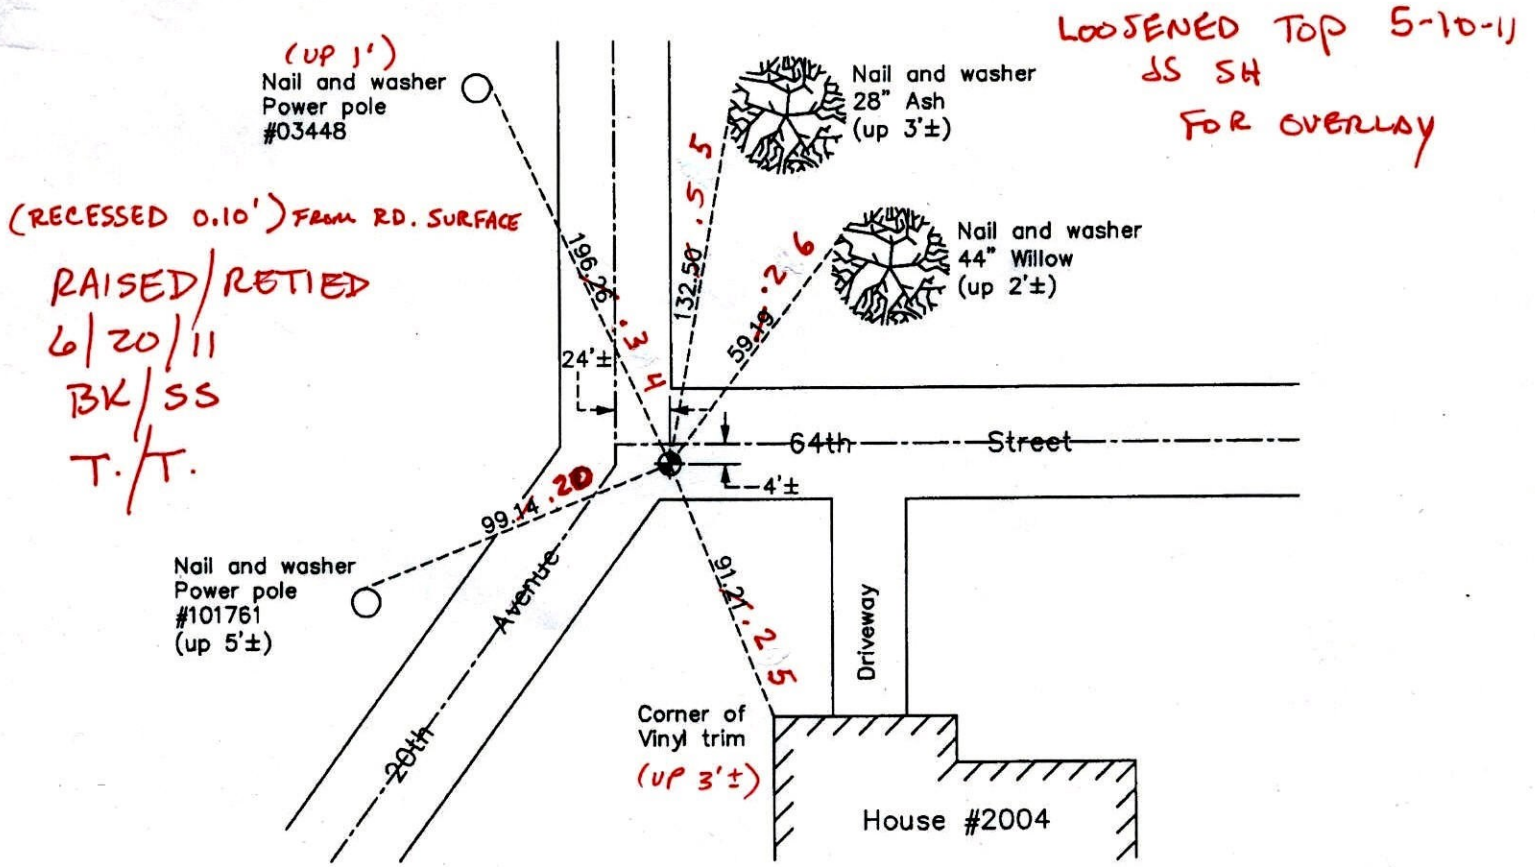 LOOSENED TOP 5-10-11
JS SH
FOR OVERLAY
(UP 1')
Nail and washer
Power pole
#03448
Nail and washer
28" Ash
(up 3'±)
(RECESSED 0.10') FROM RD. SURFACE
RAISED/RETIED
6/20/11
BK/SS
T./T.
Nail and washer
44" Willow
(up 2'±)
196.26 .34
132.50 .55
59.19 .26
24'±
64th Street
4'±
99.14 .20
91.21 .25
Nail and washer
Power pole
#101761
(up 5'±)
20th Avenue
Driveway
Corner of
Vinyl trim
(UP 3'±)
House #2004